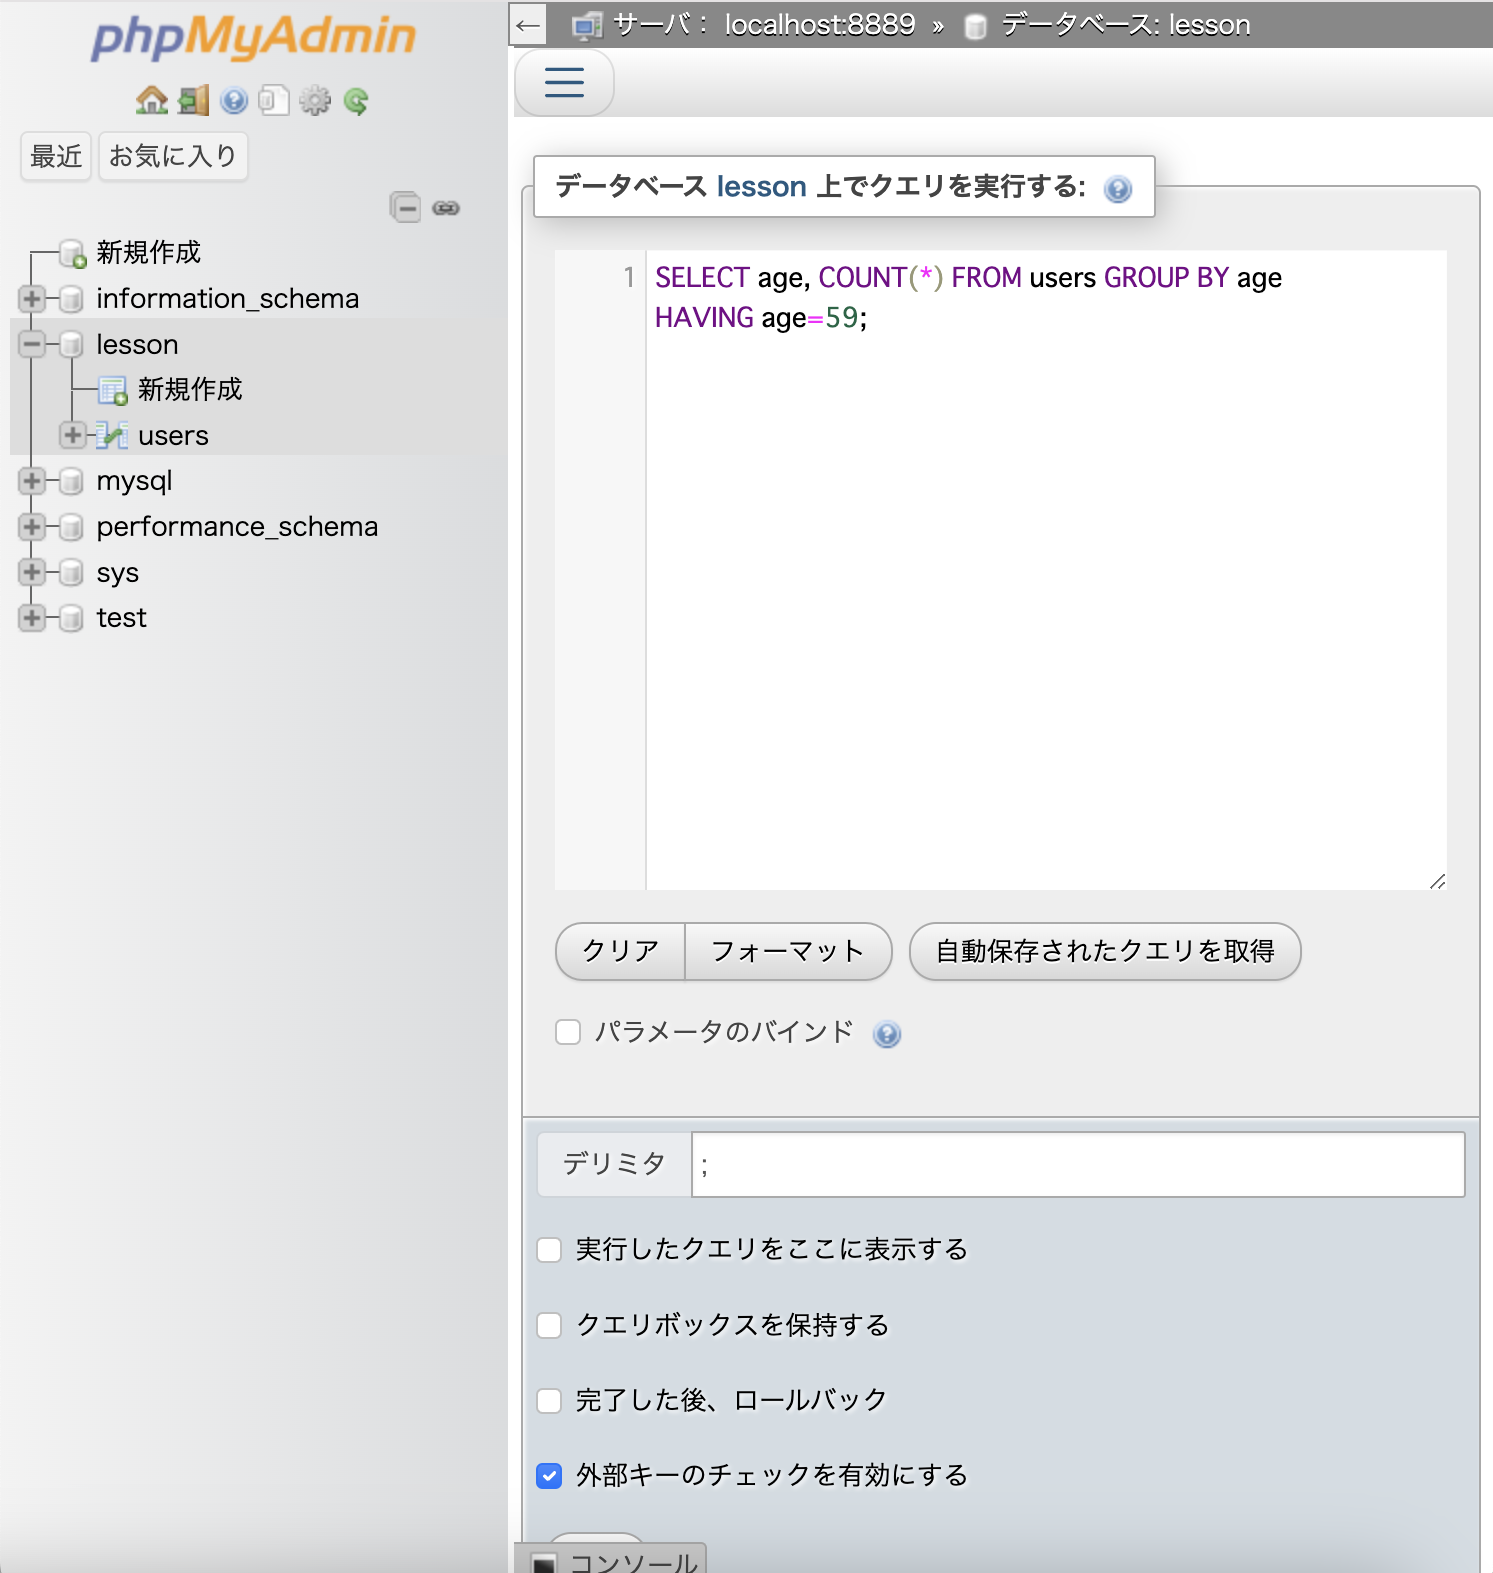 phpMyAdmin
最近 お気に入り
新規作成
information_schema
lesson
新規作成
users
mysql
performance_schema
sys
test
← サーバ： localhost:8889 » データベース: lesson
データベース lesson 上でクエリを実行する:
1 SELECT age, COUNT(*) FROM users GROUP BY age
HAVING age=59;
クリア フォーマット 自動保存されたクエリを取得
パラメータのバインド
デリミタ ;
実行したクエリをここに表示する
クエリボックスを保持する
完了した後、ロールバック
外部キーのチェックを有効にする
コンソール